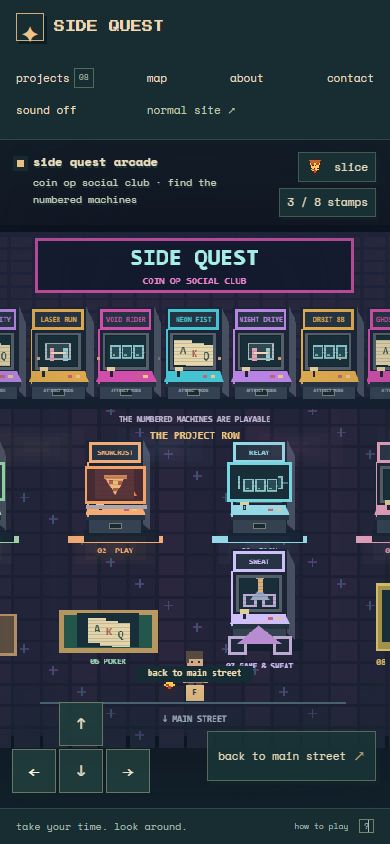 SIDE QUEST
projects 08
map
about
contact
sound off
normal site ↗
side quest arcade
coin op social club · find the
numbered machines
slice
3 / 8 stamps
SIDE QUEST
COIN OP SOCIAL CLUB
LASER RUN
VOID RIDER
NEON FIST
NIGHT DRIVE
ORBIT 88
A K
THE NUMBERED MACHINES ARE PLAYABLE
THE PROJECT ROW
SNOWCRUST
RELAY
02 PLAY
SWEAT
A K Q
06 POKER
& SWEAT
08
back to main street
E
↓ MAIN STREET
↑
← ↓ →
back to main street ↗
take your time. look around.
how to play